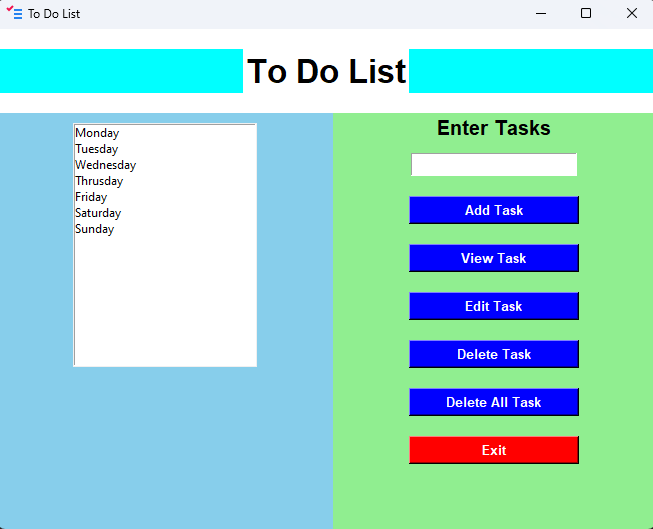 To Do List
To Do List
Monday
Tuesday
Wednesday
Thrusday
Friday
Saturday
Sunday
Enter Tasks
Add Task
View Task
Edit Task
Delete Task
Delete All Task
Exit